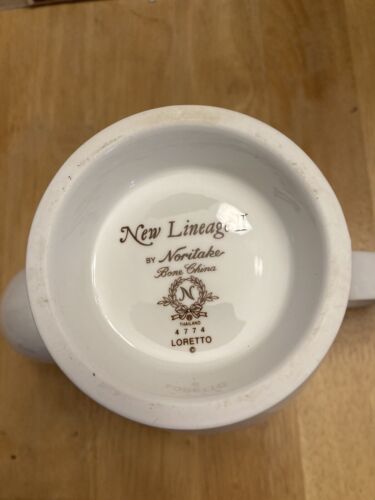 New Lineage II
BY Noritake
Bone China
N
THAILAND
4774
LORETTO
©